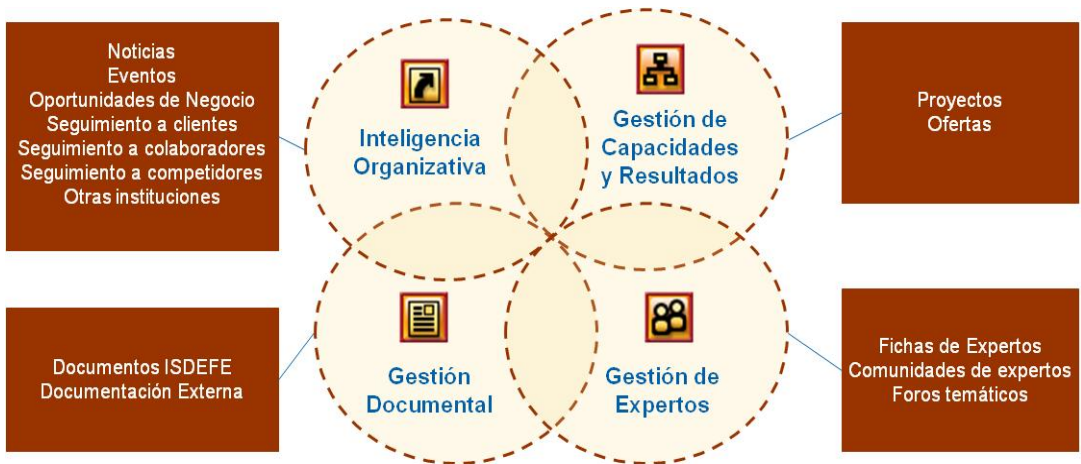 Noticias
Eventos
Oportunidades de Negocio
Seguimiento a clientes
Seguimiento a colaboradores
Seguimiento a competidores
Otras instituciones
Inteligencia
Organizativa
Gestión de
Capacidades
y Resultados
Proyectos
Ofertas
Documentos ISDEFE
Documentación Externa
Gestión
Documental
Gestión de
Expertos
Fichas de Expertos
Comunidades de expertos
Foros temáticos